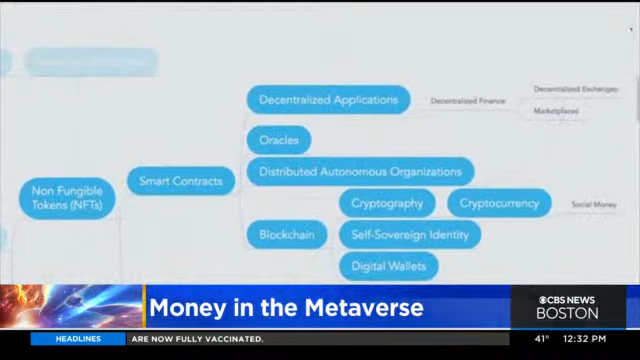 Decentralized Exchanges
Decentralized Applications
Decentralized Finance
Marketplaces
Oracles
Distributed Autonomous Organizations
Smart Contracts
Non Fungible
Tokens (NFTs)
Cryptography
Cryptocurrency
Social Money
Blockchain
Self-Sovereign Identity
Digital Wallets
Money in the Metaverse
CBS NEWS
BOSTON
HEADLINES
ARE NOW FULLY VACCINATED.
41° 12:32 PM